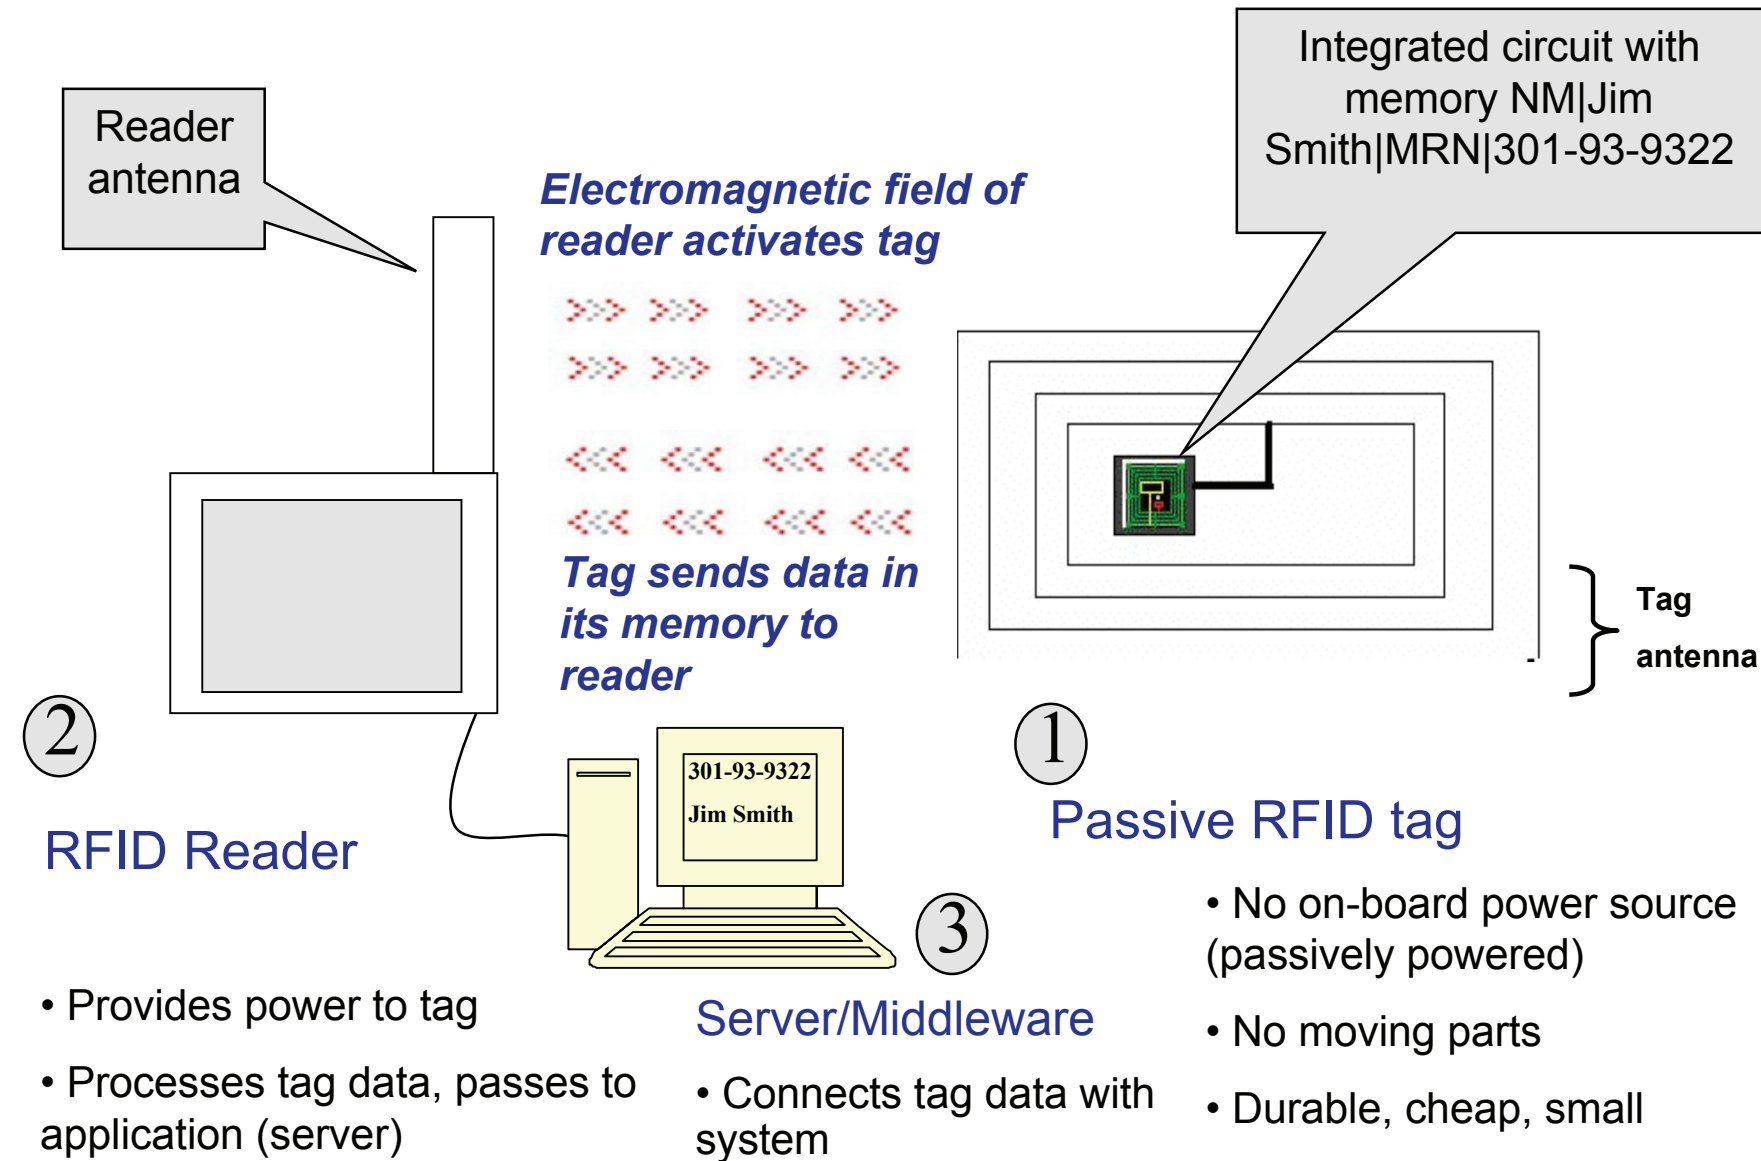 Reader
antenna
Integrated circuit with
memory NM|Jim
Smith|MRN|301-93-9322
Electromagnetic field of
reader activates tag
Tag sends data in
its memory to
reader
Tag
antenna
2
RFID Reader
• Provides power to tag
• Processes tag data, passes to
application (server)
301-93-9322
Jim Smith
3
Server/Middleware
• Connects tag data with
system
1
Passive RFID tag
• No on-board power source
(passively powered)
• No moving parts
• Durable, cheap, small